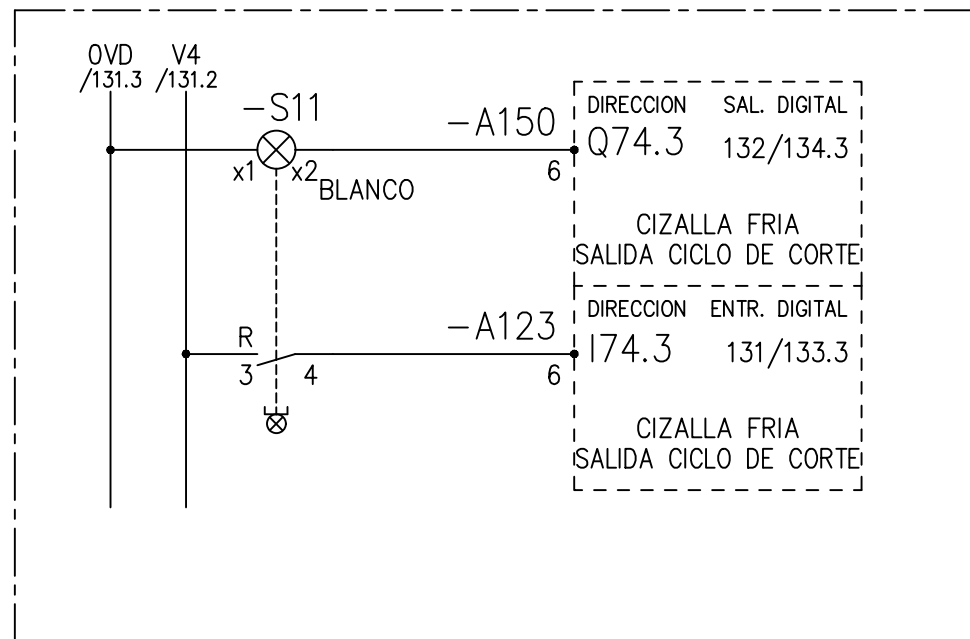 0VD V4
/131.3 /131.2
-S11
-A150
DIRECCION SAL. DIGITAL
Q74.3 132/134.3
x1 x2
BLANCO
6
CIZALLA FRIA
SALIDA CICLO DE CORTE
-A123
DIRECCION ENTR. DIGITAL
I74.3 131/133.3
R
3 4
6
CIZALLA FRIA
SALIDA CICLO DE CORTE